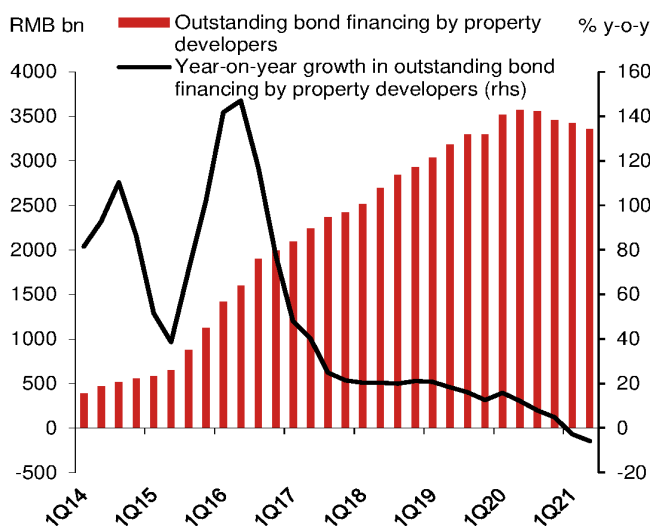 RMB bn
Outstanding bond financing by property
developers
% y-o-y
Year-on-year growth in outstanding bond
financing by property developers (rhs)
4000
3500
3000
2500
2000
1500
1000
500
0
-500
160
140
120
100
80
60
40
20
0
-20
1Q14
1Q15
1Q16
1Q17
1Q18
1Q19
1Q20
1Q21